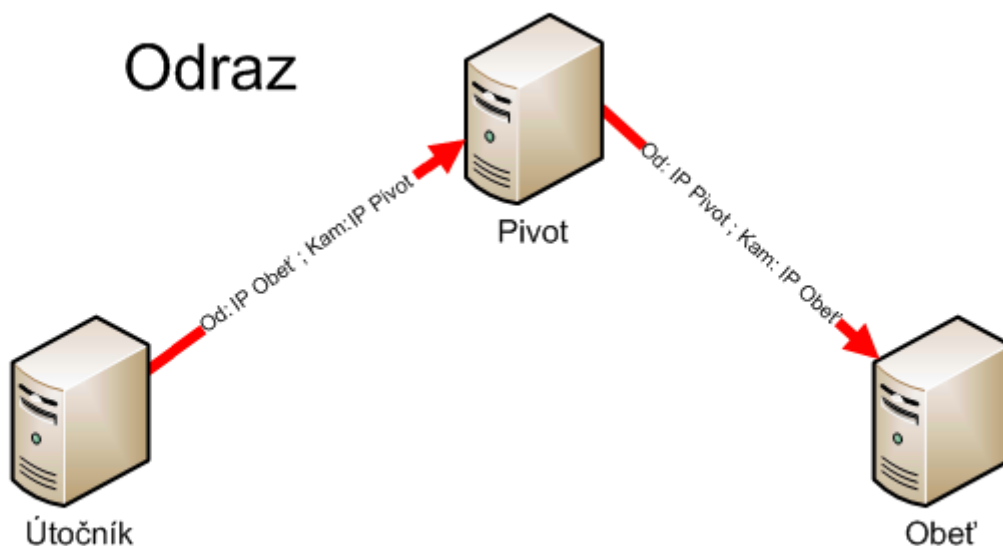 Odraz
Od: IP Obeť ; Kam:IP Pivot
Pivot
Od: IP Pivot ; Kam: IP Obeť
Útočník
Obeť